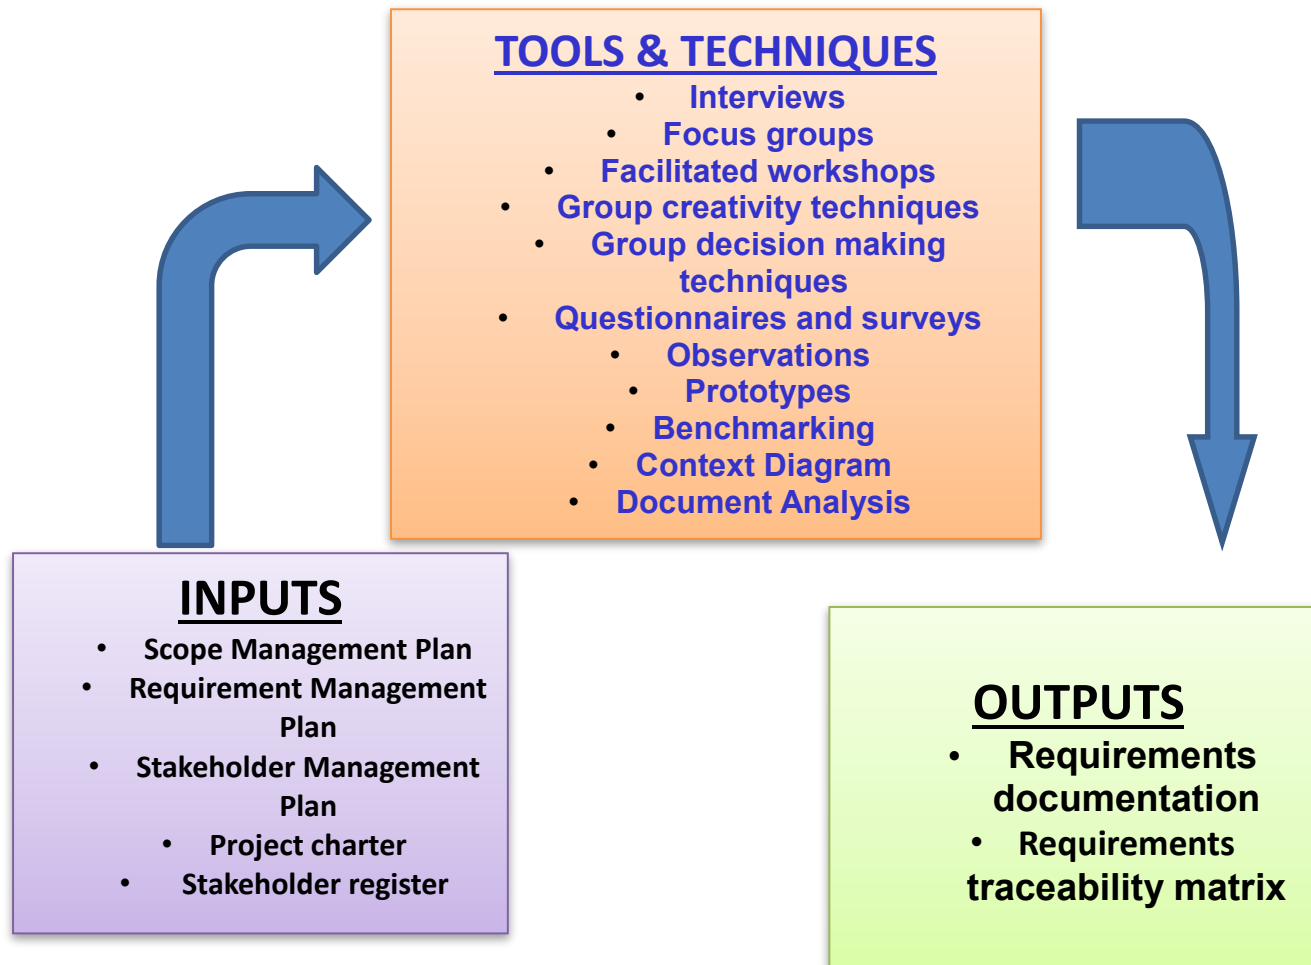 TOOLS & TECHNIQUES
• Interviews
• Focus groups
• Facilitated workshops
• Group creativity techniques
• Group decision making
techniques
• Questionnaires and surveys
• Observations
• Prototypes
• Benchmarking
• Context Diagram
• Document Analysis
INPUTS
• Scope Management Plan
• Requirement Management
Plan
• Stakeholder Management
Plan
• Project charter
• Stakeholder register
OUTPUTS
• Requirements
documentation
• Requirements
traceability matrix